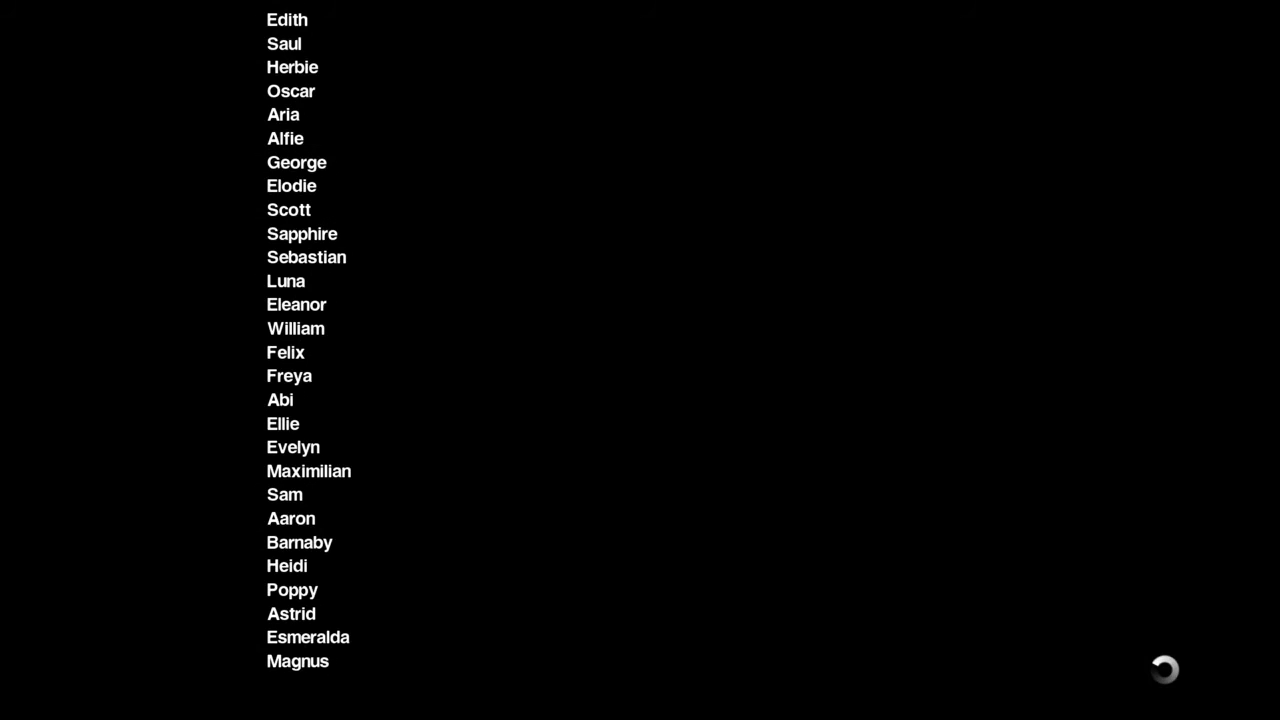 Edith
Saul
Herbie
Oscar
Aria
Alfie
George
Elodie
Scott
Sapphire
Sebastian
Luna
Eleanor
William
Felix
Freya
Abi
Ellie
Evelyn
Maximilian
Sam
Aaron
Barnaby
Heidi
Poppy
Astrid
Esmeralda
Magnus